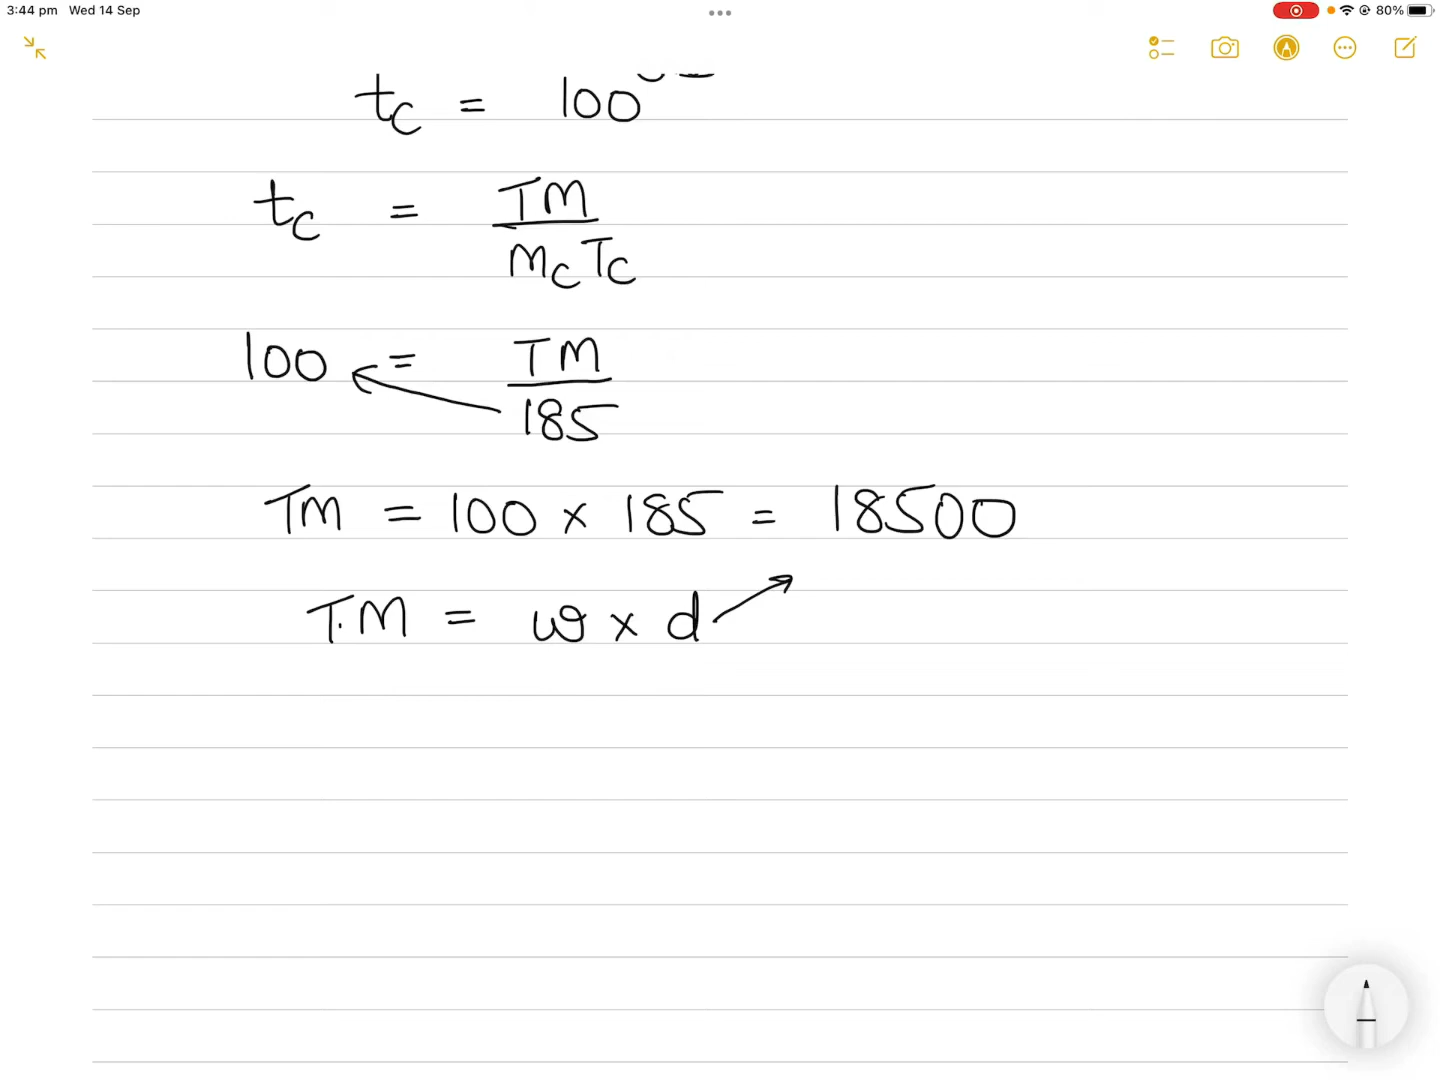 3:44 pm Wed 14 Sep 80%
tc = 100
tc = TM / McTc
100 = TM / 185
TM = 100 x 185 = 18500
T.M = w x d